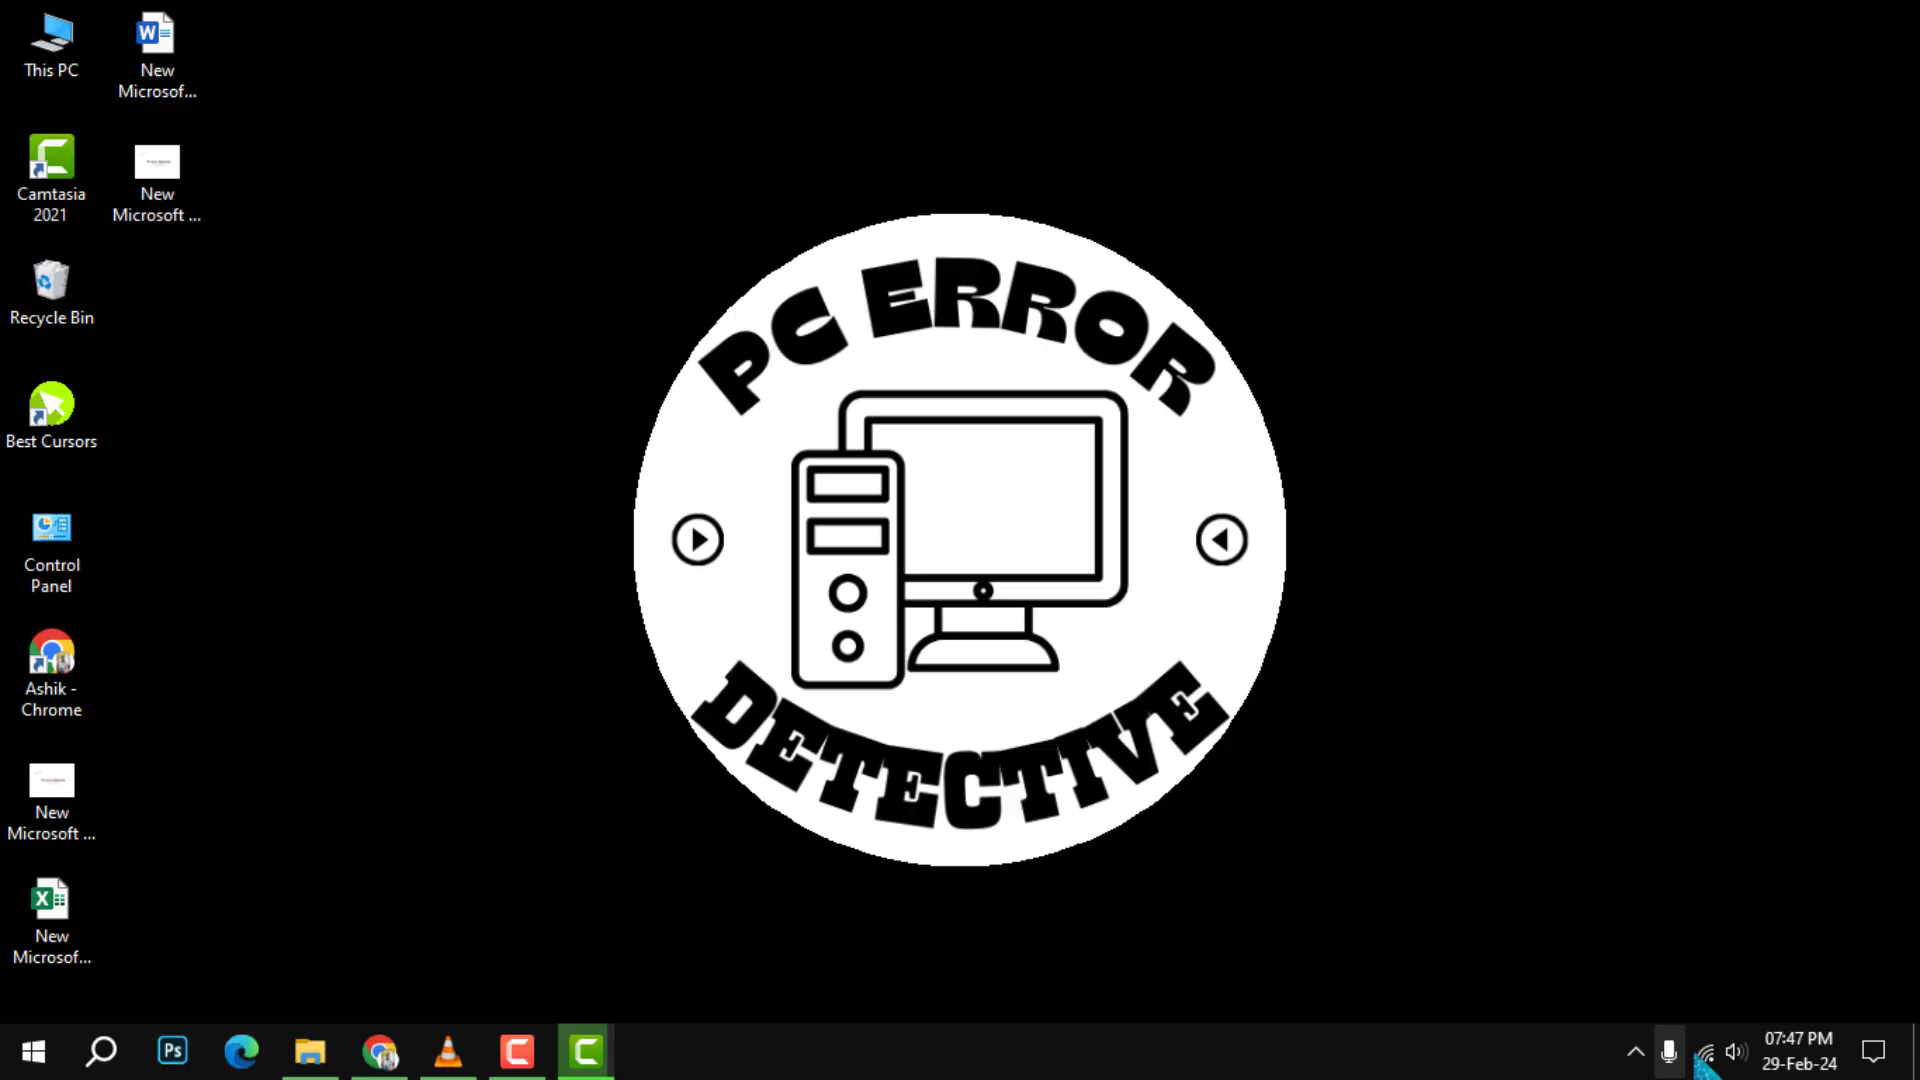 This PC
New
Microsof...
Camtasia
2021
New
Microsoft ...
Recycle Bin
Best Cursors
Control
Panel
Ashik -
Chrome
New
Microsoft ...
New
Microsof...
PC ERROR
DETECTIVE
Ps
07:47 PM
29-Feb-24